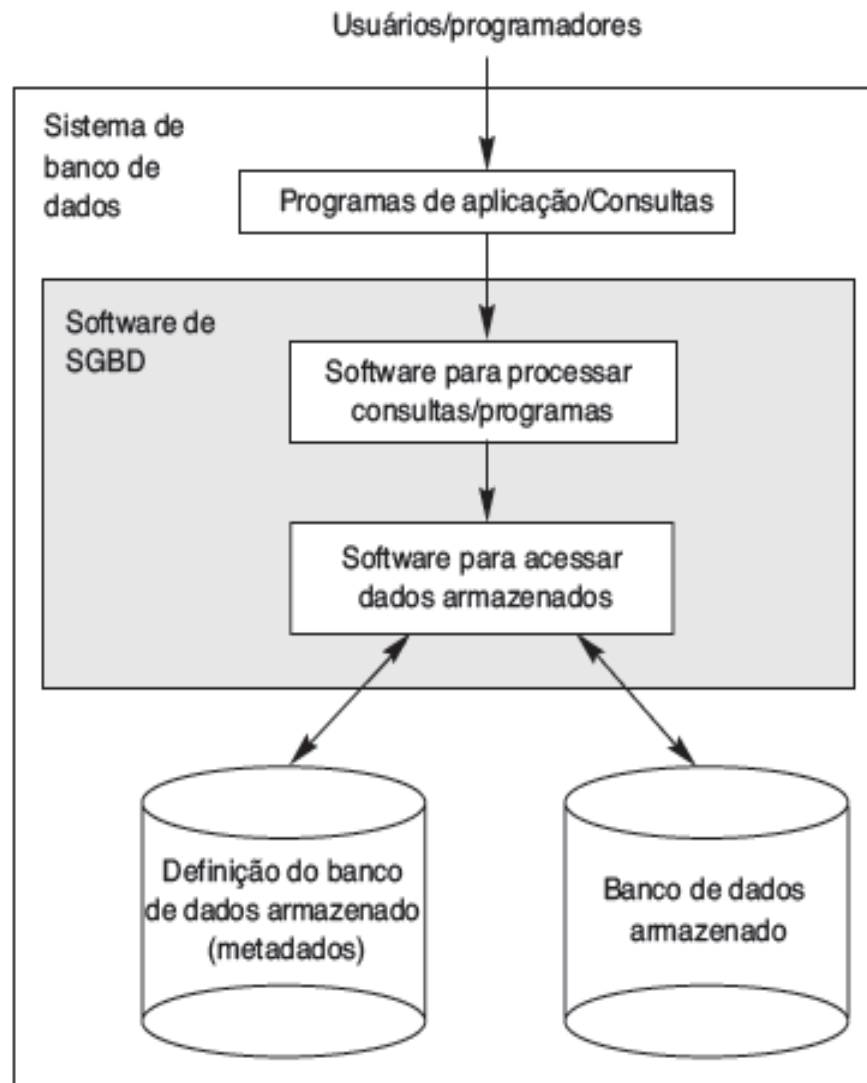 Usuários/programadores
Sistema de
banco de
dados
Programas de aplicação/Consultas
Software de
SGBD
Software para processar
consultas/programas
Software para acessar
dados armazenados
Definição do banco
de dados armazenado
(metadados)
Banco de dados
armazenado